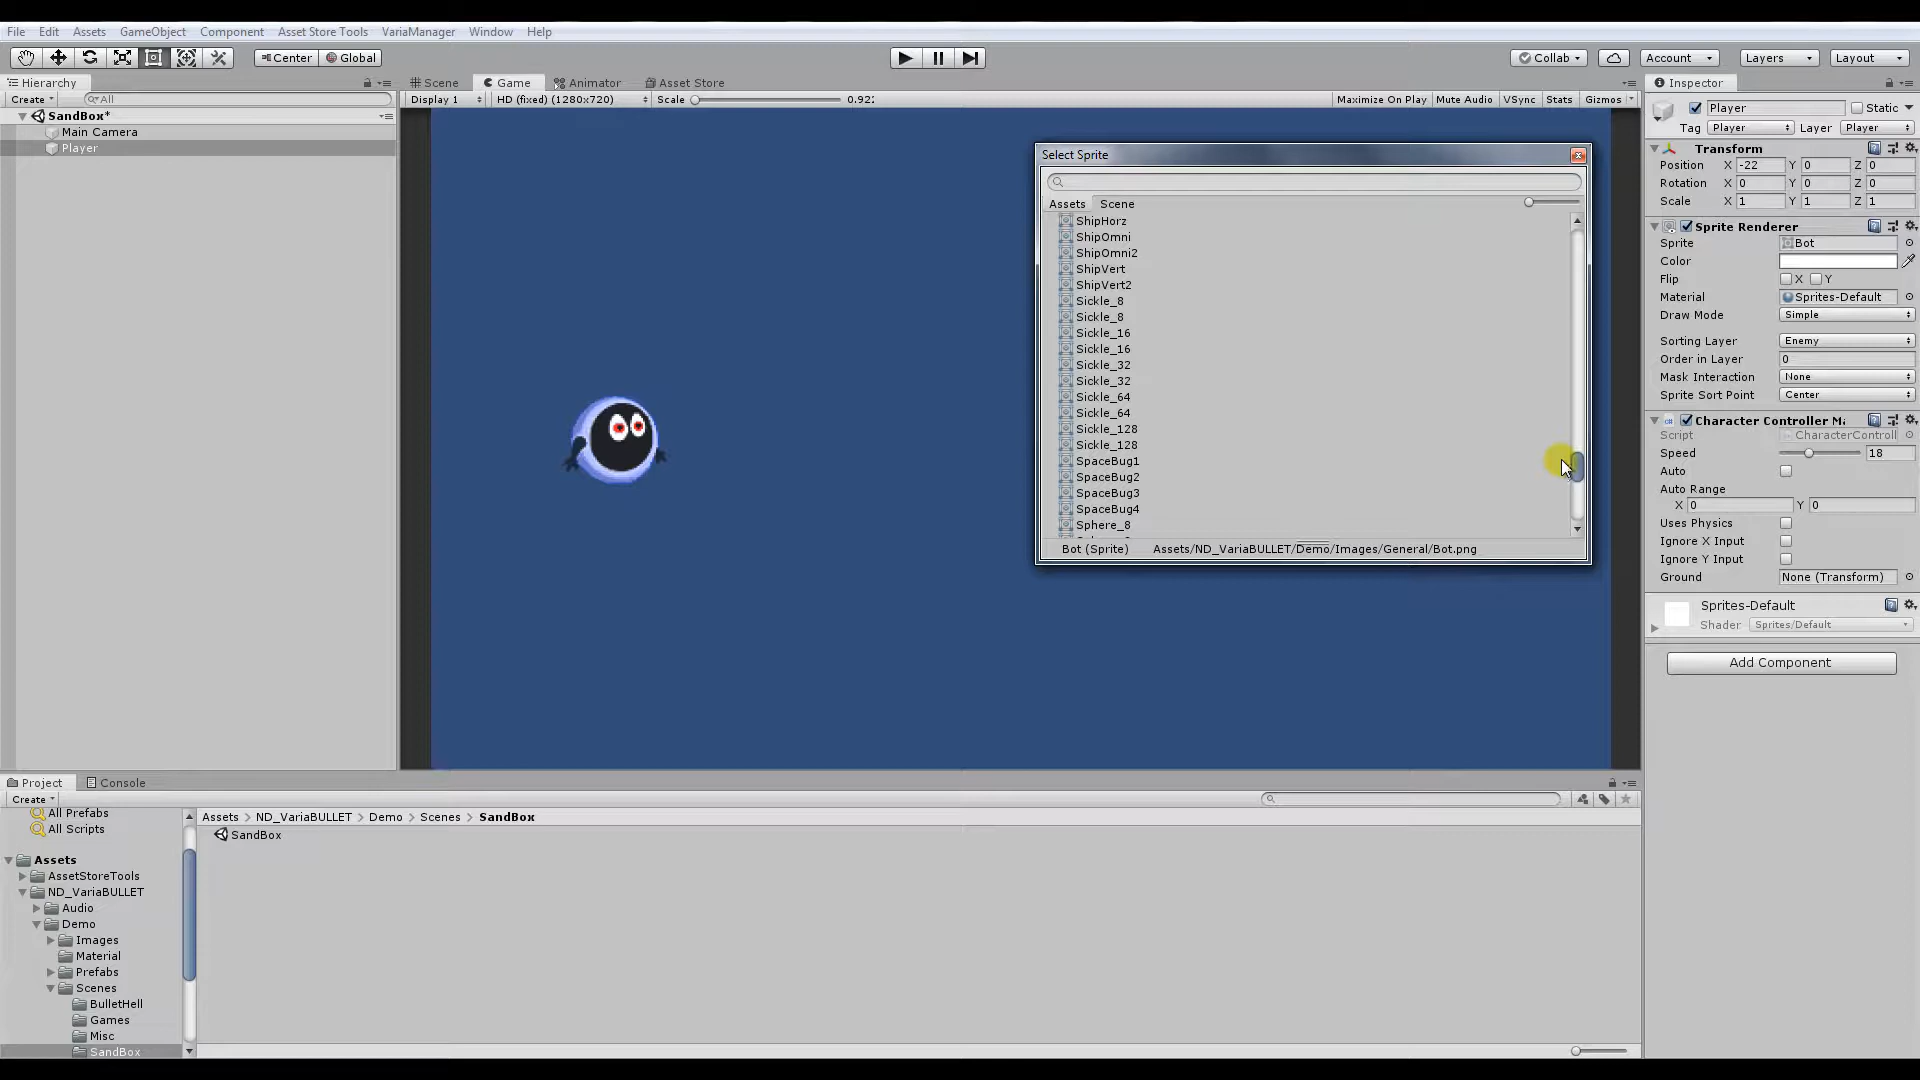 File Edit Assets GameObject Component Asset Store Tools VariaManager Window Help
Center Global Collab Account Layers Layout
Hierarchy Scene Game Animator Asset Store Inspector
Create All Display 1 HD (fixed) (1280x720) Scale 0.92 Maximize On Play Mute Audio VSync Stats Gizmos
SandBox*
Main Camera
Player
Select Sprite
Assets Scene
ShipHorz
ShipOmni
ShipOmni2
ShipVert
ShipVert2
Sickle_8
Sickle_8
Sickle_16
Sickle_16
Sickle_32
Sickle_32
Sickle_64
Sickle_64
Sickle_128
Sickle_128
SpaceBug1
SpaceBug2
SpaceBug3
SpaceBug4
Sphere_8
Bot (Sprite) Assets/ND_VariaBULLET/Demo/Images/General/Bot.png
Player Static
Tag Player Layer Player
Transform
Position X -22 Y 0 Z 0
Rotation X 0 Y 0 Z 0
Scale X 1 Y 1 Z 1
Sprite Renderer
Sprite Bot
Color
Flip X Y
Material Sprites-Default
Draw Mode Simple
Sorting Layer Enemy
Order in Layer 0
Mask Interaction None
Sprite Sort Point Center
Character Controller M
Script CharacterControll
Speed 18
Auto
Auto Range
X 0 Y 0
Uses Physics
Ignore X Input
Ignore Y Input
Ground None (Transform)
Sprites-Default
Shader Sprites/Default
Add Component
Project Console
Create
All Prefabs
All Scripts
Assets
AssetStoreTools
ND_VariaBULLET
Audio
Demo
Images
Material
Prefabs
Scenes
BulletHell
Games
Misc
SandBox
Assets > ND_VariaBULLET > Demo > Scenes > SandBox
SandBox